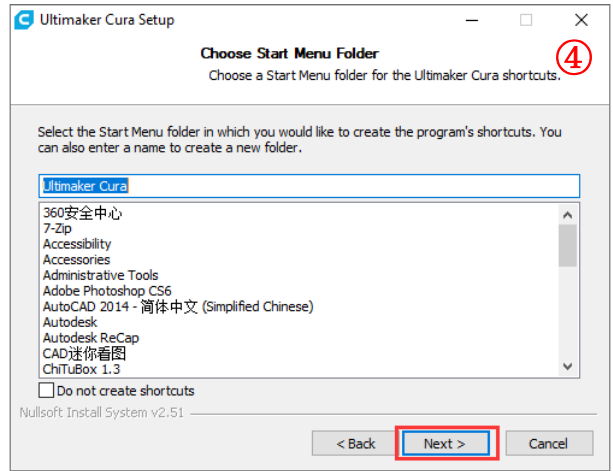 Ultimaker Cura Setup
Choose Start Menu Folder
Choose a Start Menu folder for the Ultimaker Cura shortcuts.
④
Select the Start Menu folder in which you would like to create the program's shortcuts. You
can also enter a name to create a new folder.
Ultimaker Cura
360安全中心
7-Zip
Accessibility
Accessories
Administrative Tools
Adobe Photoshop CS6
AutoCAD 2014 - 简体中文 (Simplified Chinese)
Autodesk
Autodesk ReCap
CAD迷你看图
ChiTuBox 1.3
Do not create shortcuts
Nullsoft Install System v2.51
< Back Next > Cancel